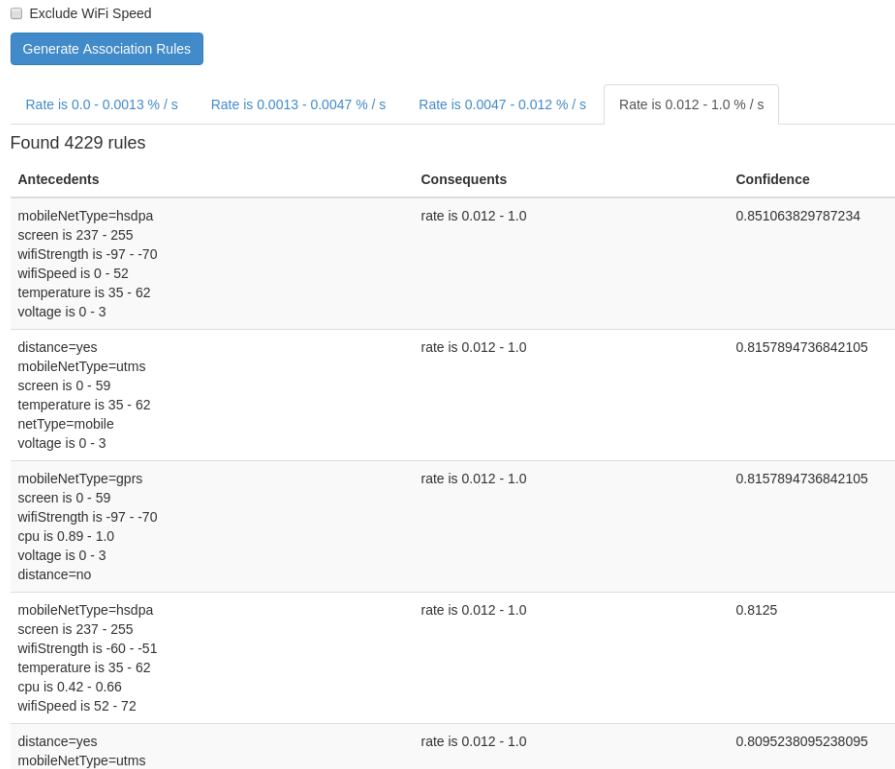 Exclude WiFi Speed
Generate Association Rules
Rate is 0.0 - 0.0013 % / s Rate is 0.0013 - 0.0047 % / s Rate is 0.0047 - 0.012 % / s Rate is 0.012 - 1.0 % / s
Found 4229 rules
Antecedents Consequents Confidence
mobileNetType=hsdpa rate is 0.012 - 1.0 0.851063829787234
screen is 237 - 255
wifiStrength is -97 - -70
wifiSpeed is 0 - 52
temperature is 35 - 62
voltage is 0 - 3
distance=yes rate is 0.012 - 1.0 0.8157894736842105
mobileNetType=utms
screen is 0 - 59
temperature is 35 - 62
netType=mobile
voltage is 0 - 3
mobileNetType=gprs rate is 0.012 - 1.0 0.8157894736842105
screen is 0 - 59
wifiStrength is -97 - -70
cpu is 0.89 - 1.0
voltage is 0 - 3
distance=no
mobileNetType=hsdpa rate is 0.012 - 1.0 0.8125
screen is 237 - 255
wifiStrength is -60 - -51
temperature is 35 - 62
cpu is 0.42 - 0.66
wifiSpeed is 52 - 72
distance=yes rate is 0.012 - 1.0 0.8095238095238095
mobileNetType=utms